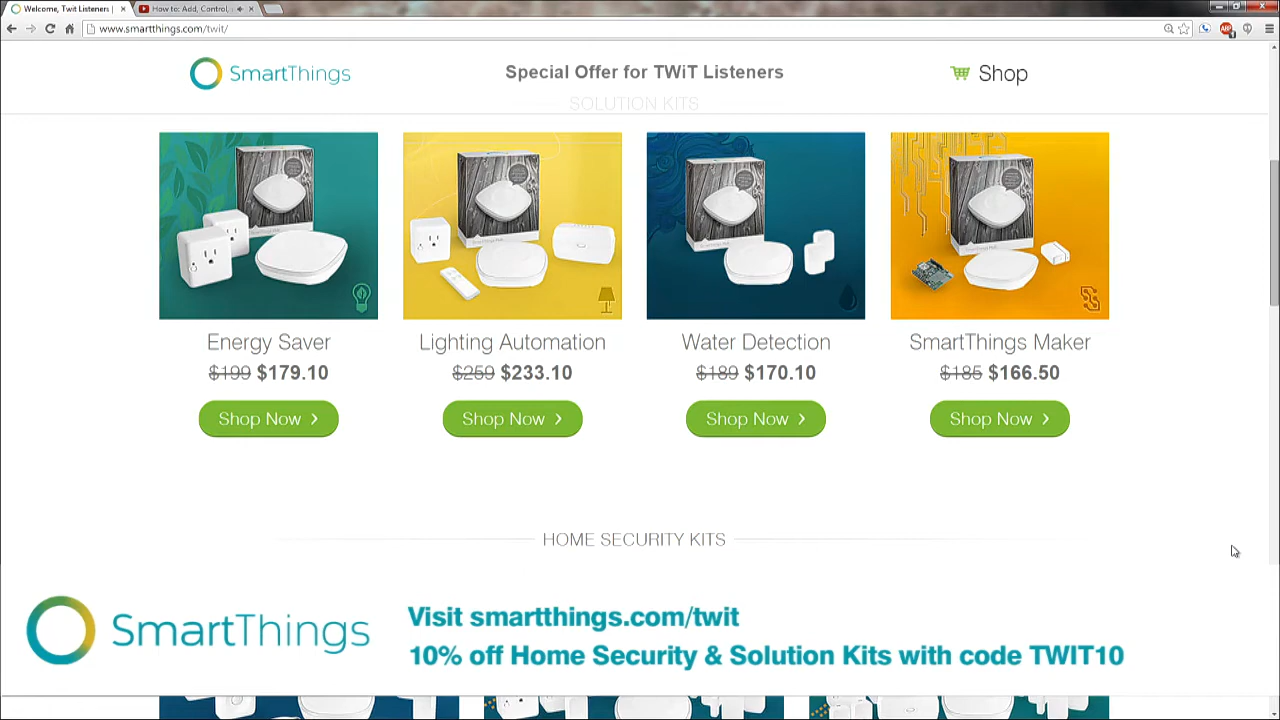 Welcome, Twit Listeners |
How to: Add, Control,
www.smartthings.com/twit/
SmartThings
Special Offer for TWiT Listeners
Shop
SOLUTION KITS
Energy Saver
Lighting Automation
Water Detection
SmartThings Maker
$199 $179.10
$259 $233.10
$189 $170.10
$185 $166.50
Shop Now
Shop Now
Shop Now
Shop Now
HOME SECURITY KITS
SmartThings
Visit smartthings.com/twit
10% off Home Security & Solution Kits with code TWIT10